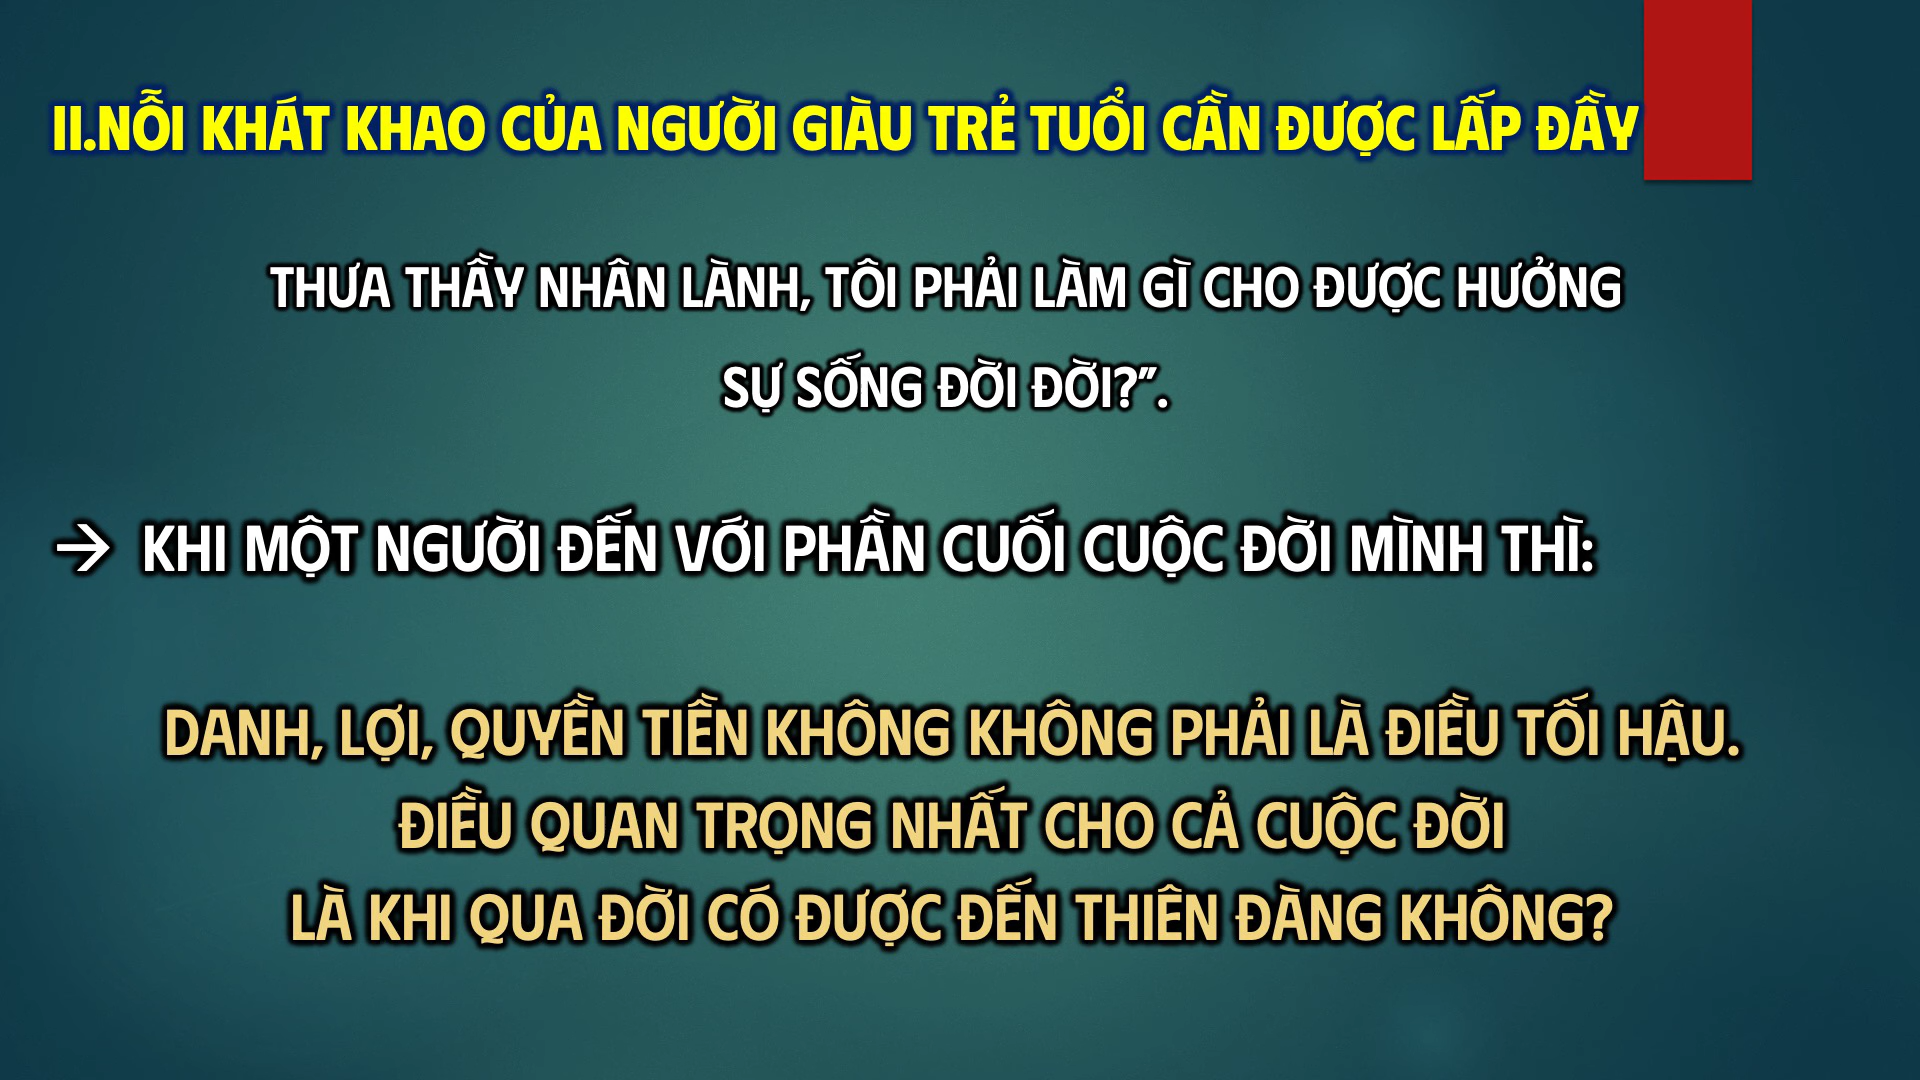 II.NỖI KHÁT KHAO CỦA NGƯỜI GIÀU TRẺ TUỔI CẦN ĐƯỢC LẤP ĐẦY
THƯA THẦY NHÂN LÀNH, TÔI PHẢI LÀM GÌ CHO ĐƯỢC HƯỞNG
SỰ SỐNG ĐỜI ĐỜI?”.
→ KHI MỘT NGƯỜI ĐẾN VỚI PHẦN CUỐI CUỘC ĐỜI MÌNH THÌ:
DANH, LỢI, QUYỀN TIỀN KHÔNG KHÔNG PHẢI LÀ ĐIỀU TỐI HẬU.
ĐIỀU QUAN TRỌNG NHẤT CHO CẢ CUỘC ĐỜI
LÀ KHI QUA ĐỜI CÓ ĐƯỢC ĐẾN THIÊN ĐÀNG KHÔNG?